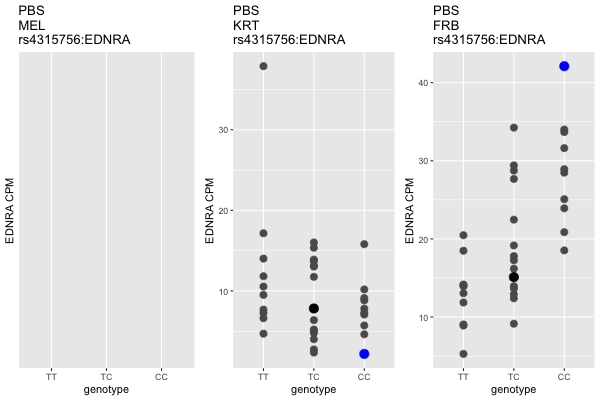 PBS
MEL
rs4315756:EDNRA
EDNRA CPM
TT TC CC
genotype
PBS
KRT
rs4315756:EDNRA
EDNRA CPM
30
20
10
TT TC CC
genotype
PBS
FRB
rs4315756:EDNRA
EDNRA CPM
40
30
20
10
TT TC CC
genotype